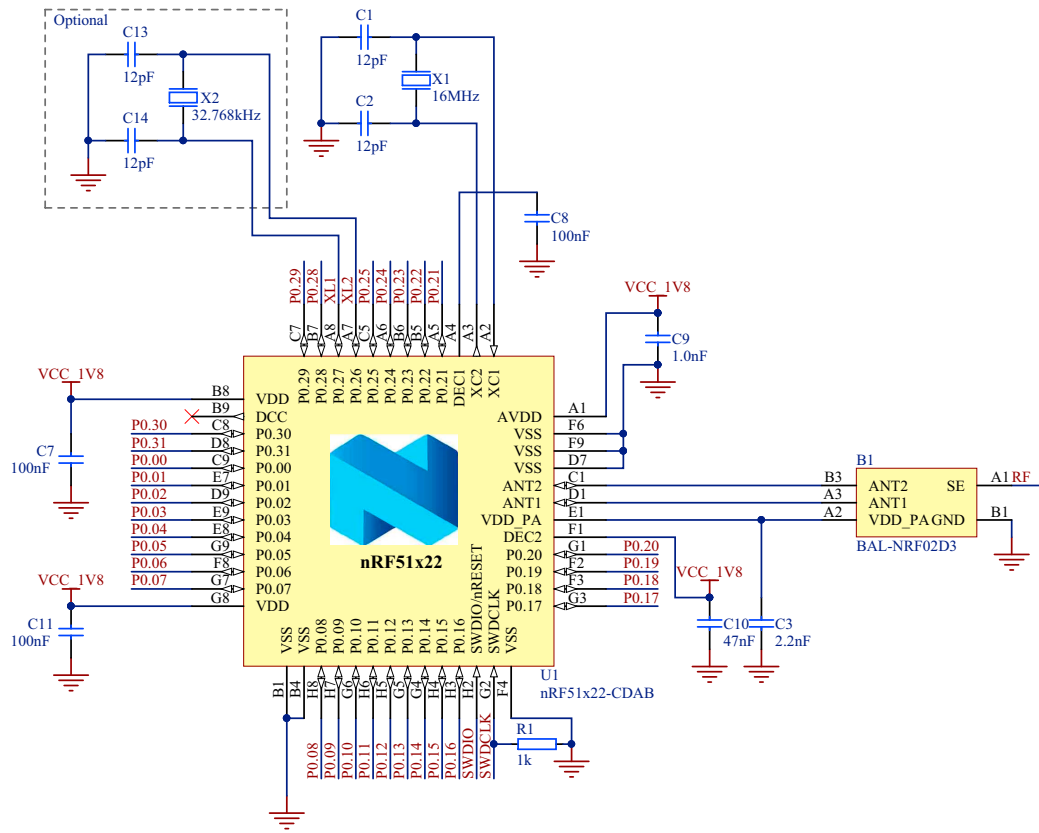 Optional
C13
12pF
X2
32.768kHz
C14
12pF
C1
12pF
X1
16MHz
C2
12pF
C8
100nF
P0.29
P0.28
XL1
XL2
P0.25
P0.24
P0.23
P0.22
P0.21
C7
B7
A8
A7
C5
A6
B6
B5
A5
A4
A3
A2
P0.29
P0.28
P0.27
P0.26
P0.25
P0.24
P0.23
P0.22
P0.21
DEC1
XC2
XC1
VCC_1V8
C9
1.0nF
VCC_1V8
C7
100nF
B8 VDD
B9 DCC
P0.30 C8 P0.30
P0.31 D8 P0.31
P0.00 C9 P0.00
P0.01 E7 P0.01
P0.02 D9 P0.02
P0.03 E9 P0.03
P0.04 E8 P0.04
P0.05 G9 P0.05
P0.06 F8 P0.06
P0.07 G7 P0.07
G8 VDD
VCC_1V8
C11
100nF
nRF51x22
AVDD A1
VSS F6
VSS F9
VSS D7
ANT2 C1
ANT1 D1
VDD_PA E1
DEC2 F1
P0.20 G1 P0.20
P0.19 F2 P0.19
P0.18 F3 P0.18
P0.17 G3 P0.17
B1
B3 ANT2 SE A1 RF
A3 ANT1
A2 VDD_PA GND B1
BAL-NRF02D3
VCC_1V8
C10
47nF
C3
2.2nF
VSS
VSS
P0.08
P0.09
P0.10
P0.11
P0.12
P0.13
P0.14
P0.15
P0.16
SWDIO/nRESET
SWDCLK
VSS
U1
nRF51x22-CDAB
B1
B4
H8
H7
G6
H6
H5
G5
G4
H4
H3
H2
G2
F4
P0.08
P0.09
P0.10
P0.11
P0.12
P0.13
P0.14
P0.15
P0.16
SWDIO
SWDCLK
R1
1k